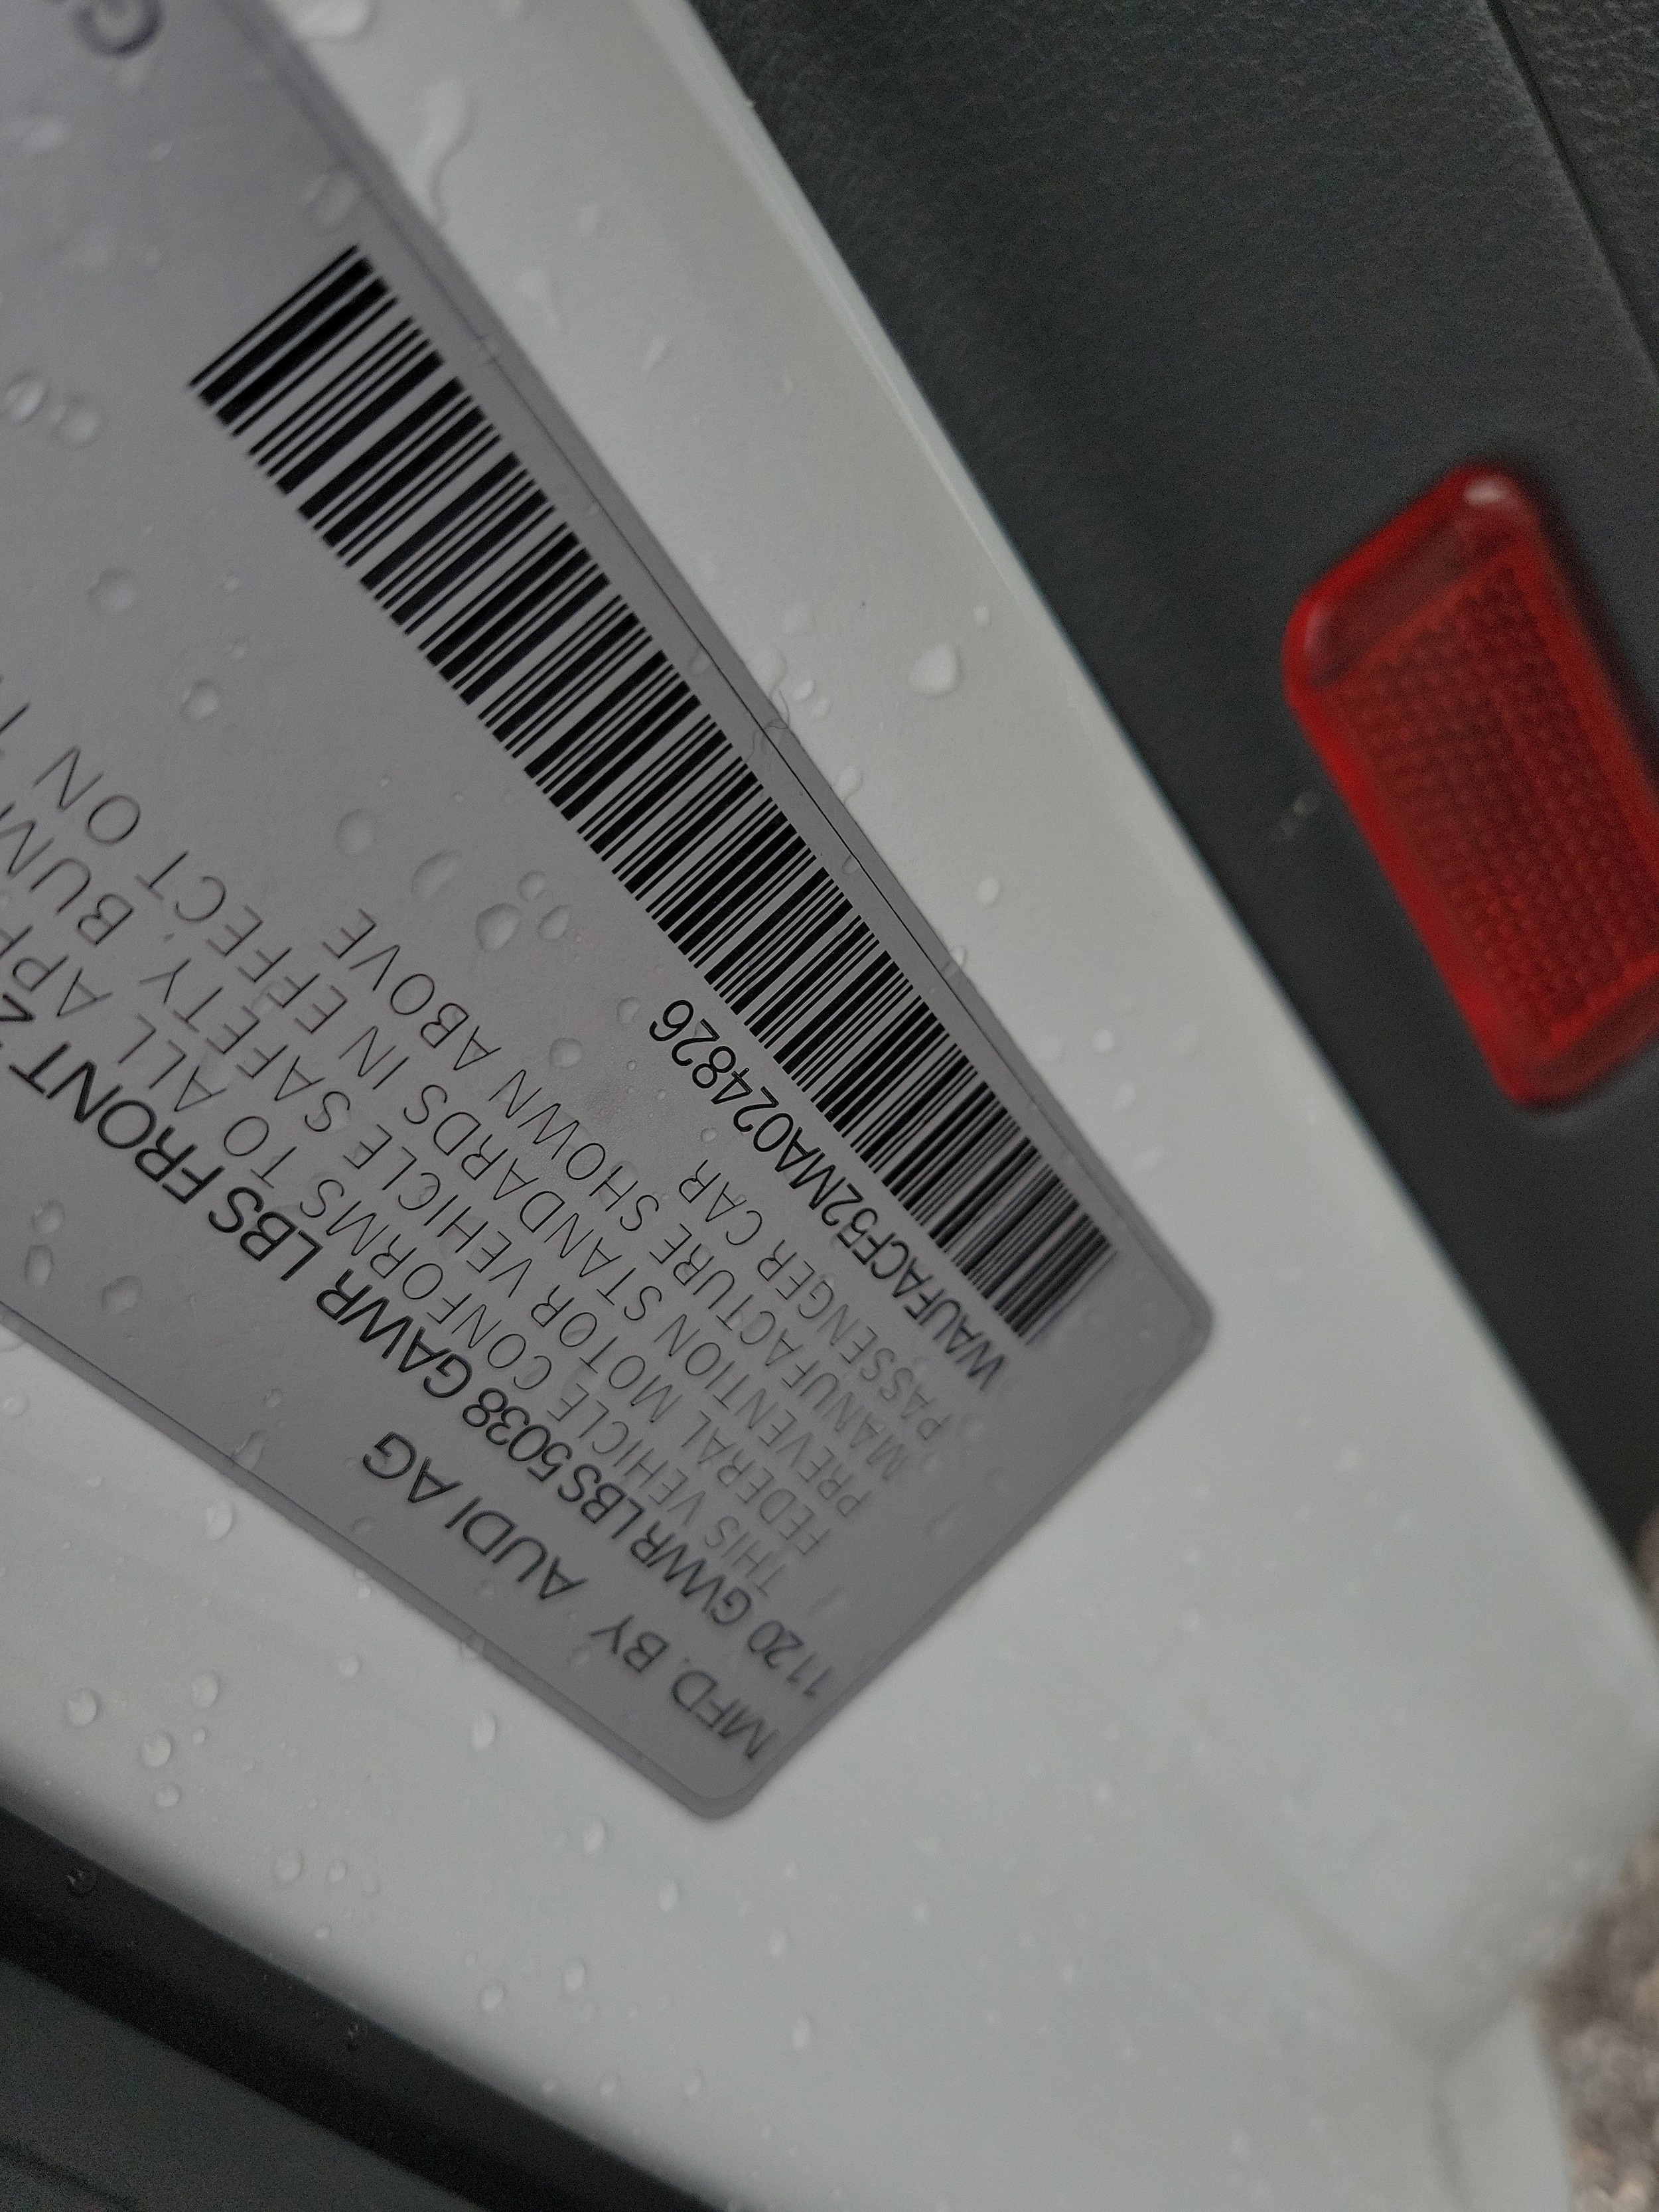 MFD. BY AUDI AG
1120 GVWR LBS 5038 GAWR LBS FRONT
THIS VEHICLE CONFORMS TO ALL
FEDERAL MOTOR VEHICLE SAFETY BUM
PREVENTION STANDARDS IN EFFECT ON
MANUFACTURE SHOWN ABOVE
PASSENGER CAR
WAUFACF52MA024826